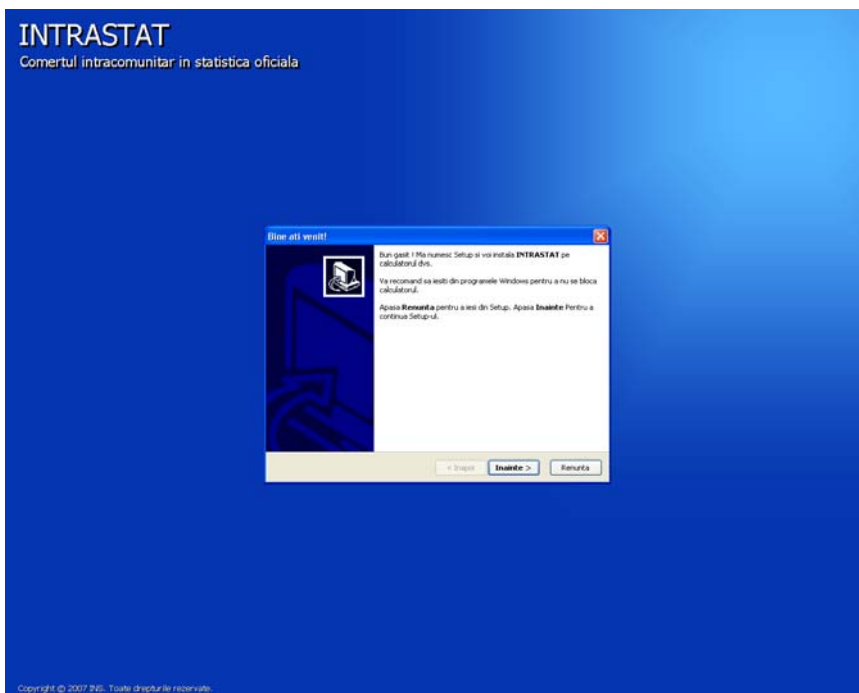 INTRASTAT
Comertul intracomunitar in statistica oficiala
Bine ati venit!
Bun gasit ! Ma numesc Setup si voi instala INTRASTAT pe
calculatorul dvs.
Va recomand sa iesiti din programele Windows pentru a nu se bloca
calculatorul.
Apasa Renunta pentru a iesi din Setup. Apasa Inainte Pentru a
continua Setup-ul.
< Inapoi
Inainte >
Renunta
Copyright © 2007 INS. Toate drepturile rezervate.